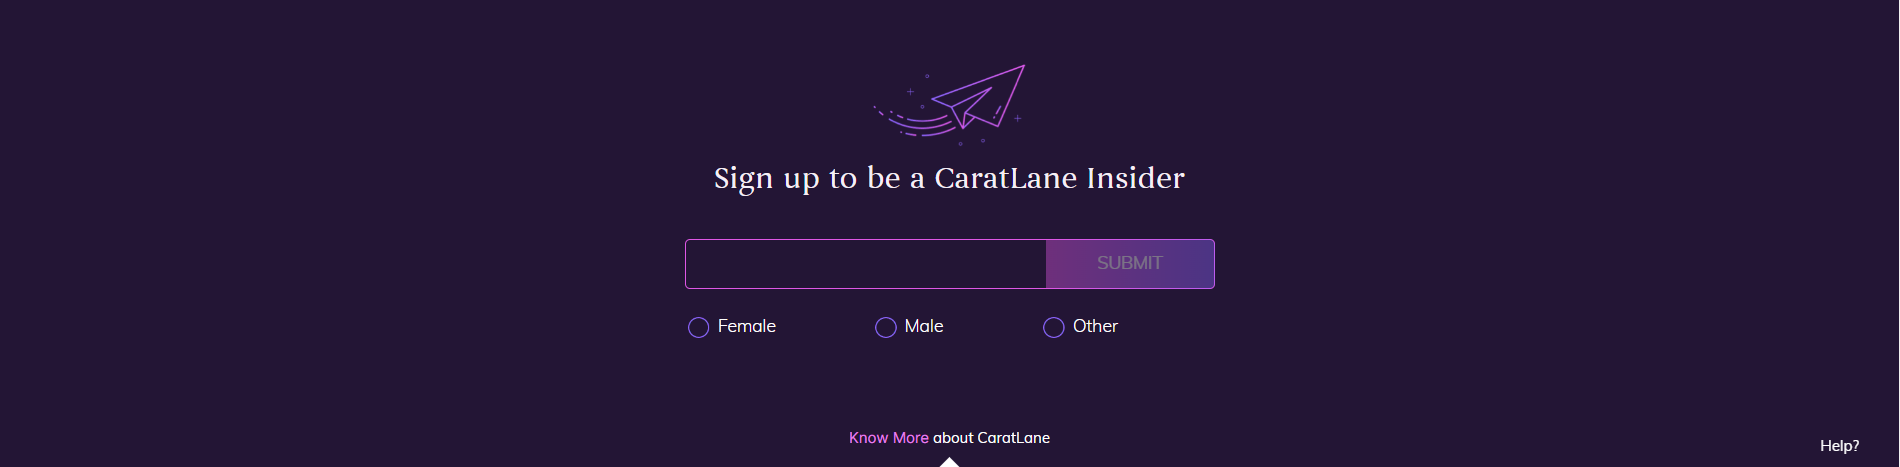 Sign up to be a CaratLane Insider
SUBMIT
Female Male Other
Know More about CaratLane
Help?